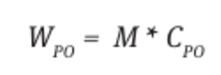 W_PO = M * C_PO